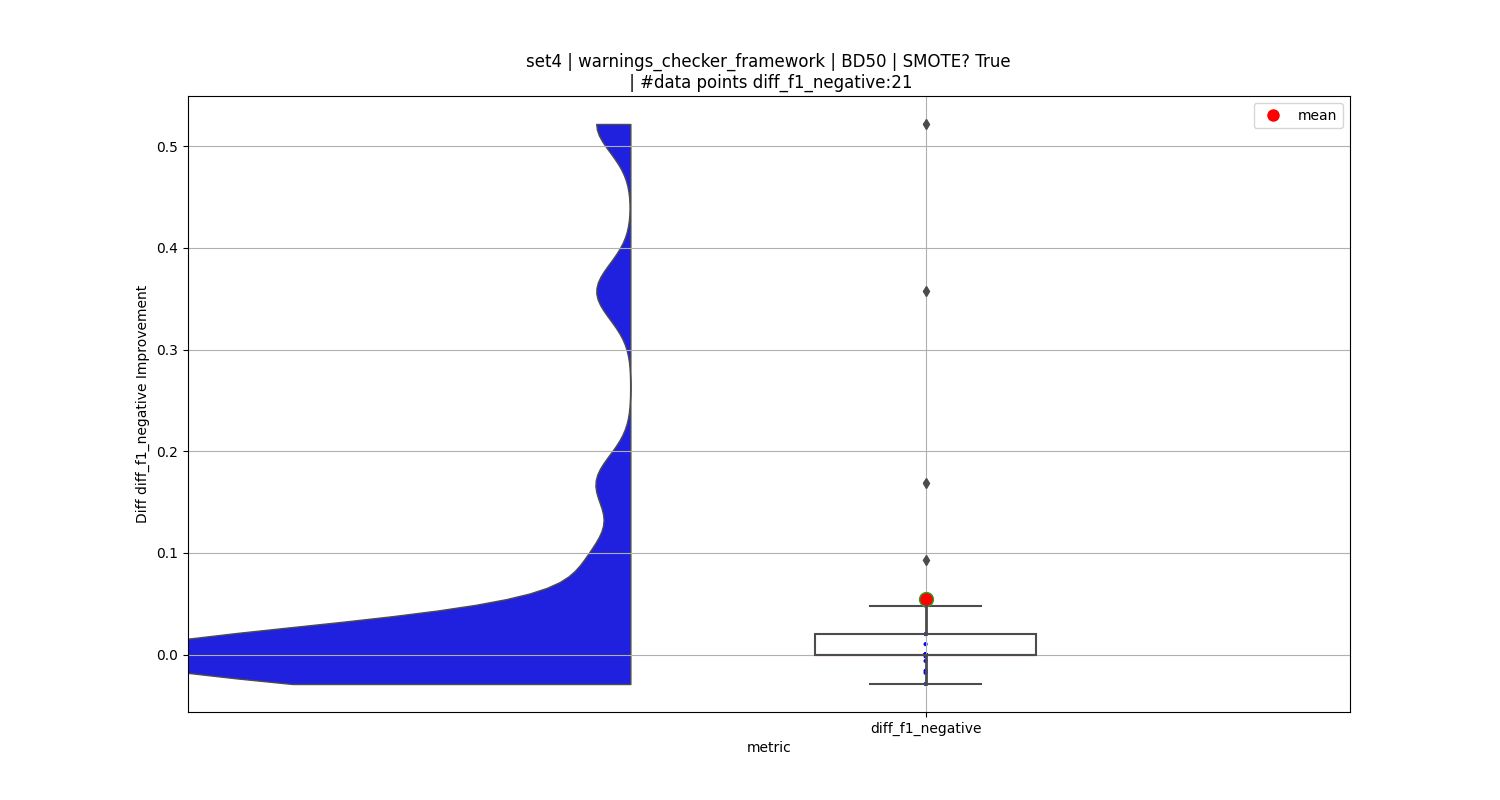 set4 | warnings_checker_framework | BD50 | SMOTE? True
| #data points diff_f1_negative:21
mean
0.5
0.4
0.3
0.2
0.1
0.0
Diff diff_f1_negative Improvement
diff_f1_negative
metric